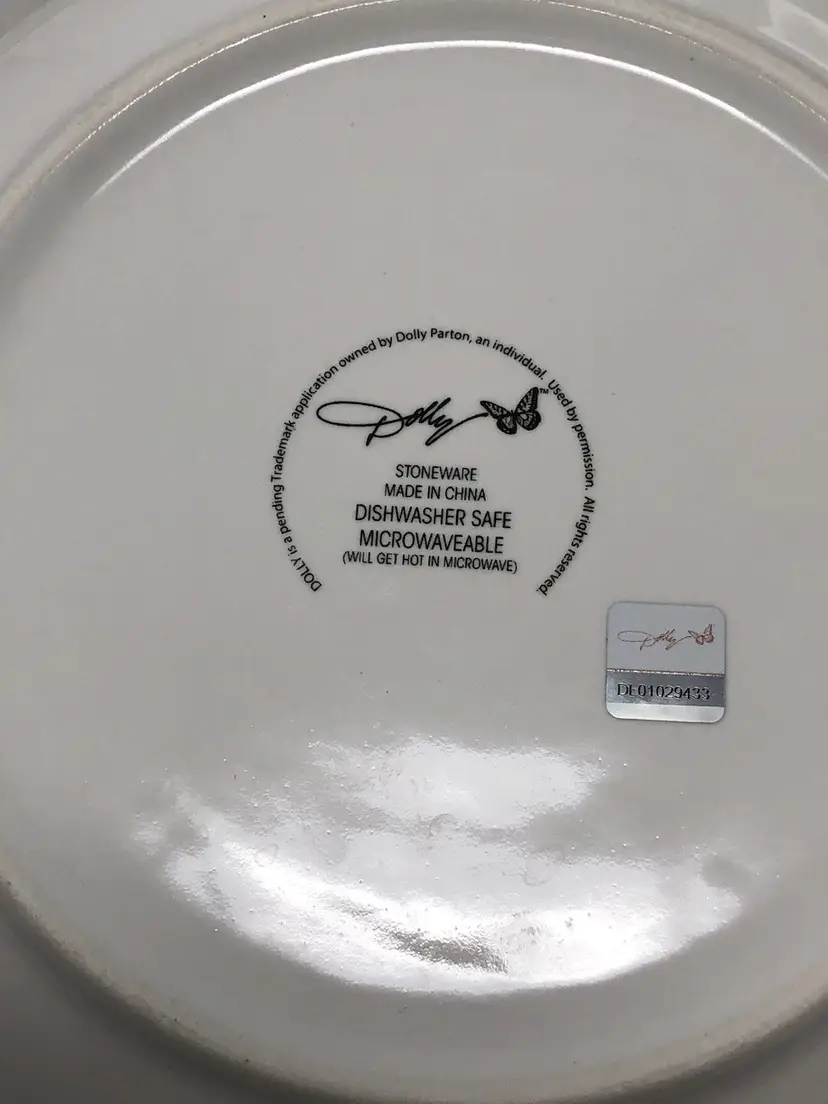 DOLLY is a pending Trademark application owned by Dolly Parton, an individual. Used by permission. All rights reserved.
Dolly ™
STONEWARE
MADE IN CHINA
DISHWASHER SAFE
MICROWAVEABLE
(WILL GET HOT IN MICROWAVE)
Dolly
DE01029433